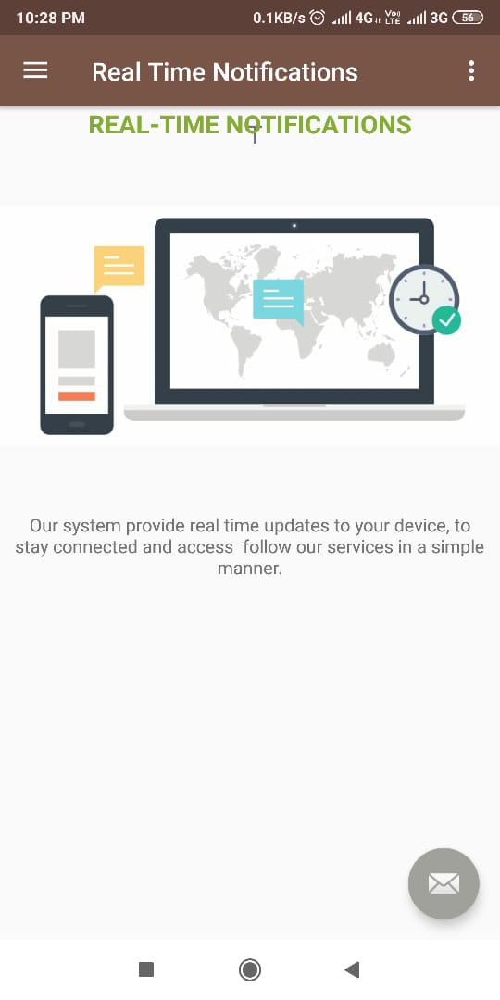 10:28 PM 0.1KB/s 4G Vo)) LTE 3G 56
Real Time Notifications
REAL-TIME NOTIFICATIONS
Our system provide real time updates to your device, to
stay connected and access follow our services in a simple
manner.